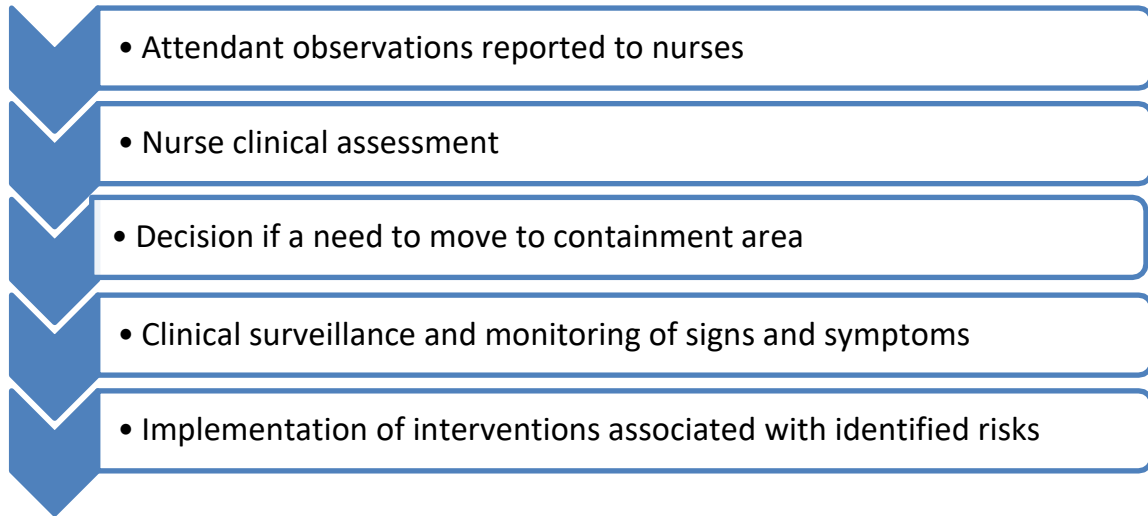 • Attendant observations reported to nurses
• Nurse clinical assessment
• Decision if a need to move to containment area
• Clinical surveillance and monitoring of signs and symptoms
• Implementation of interventions associated with identified risks